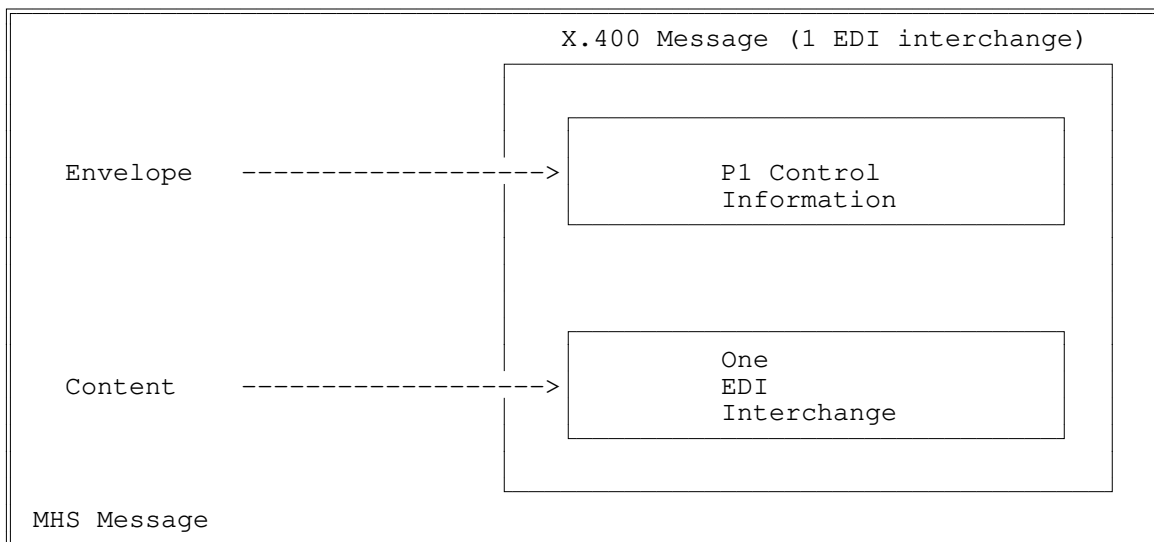 X.400 Message (1 EDI interchange)
Envelope ------------------->
P1 Control
Information
Content ------------------->
One
EDI
Interchange
MHS Message